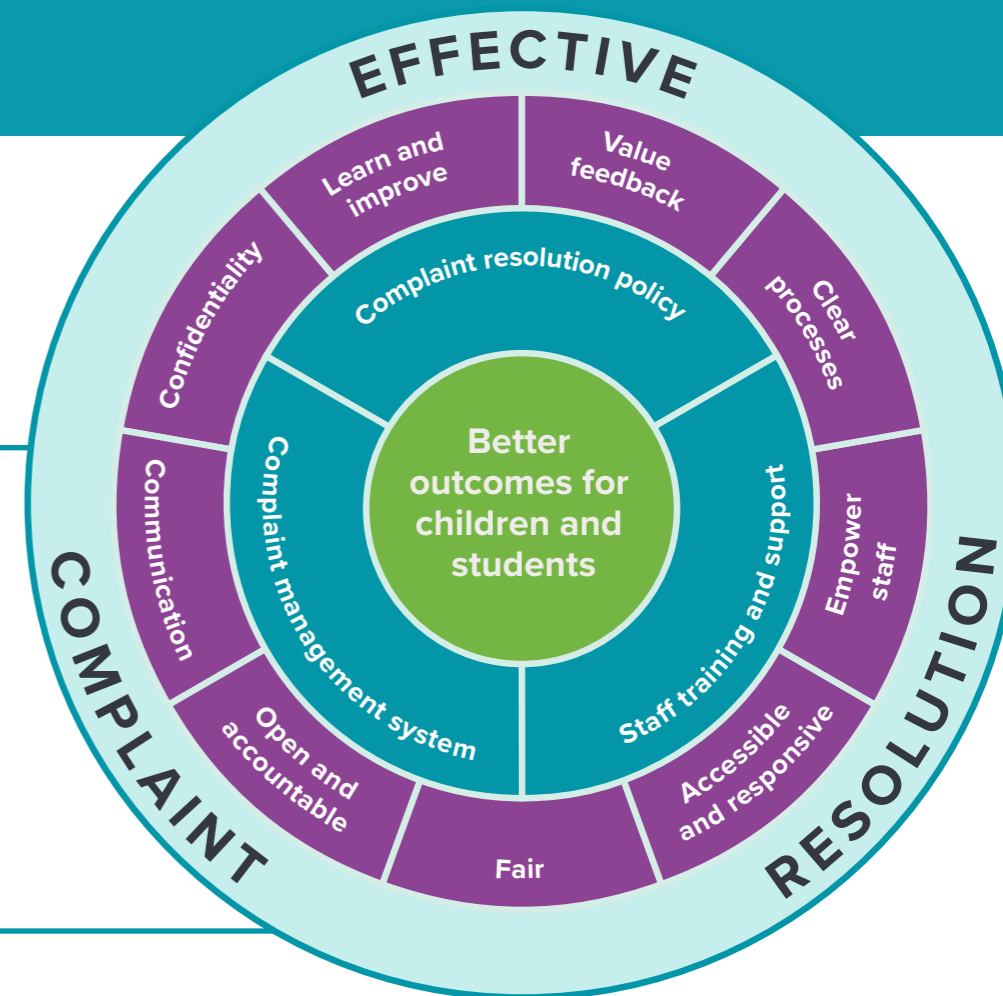 EFFECTIVE
COMPLAINT
RESOLUTION
Value
feedback
Clear
processes
Empower
staff
Accessible
and responsive
Fair
Open and
accountable
Communication
Confidentiality
Learn and
improve
Complaint resolution policy
Staff training and support
Complaint management system
Better
outcomes for
children and
students